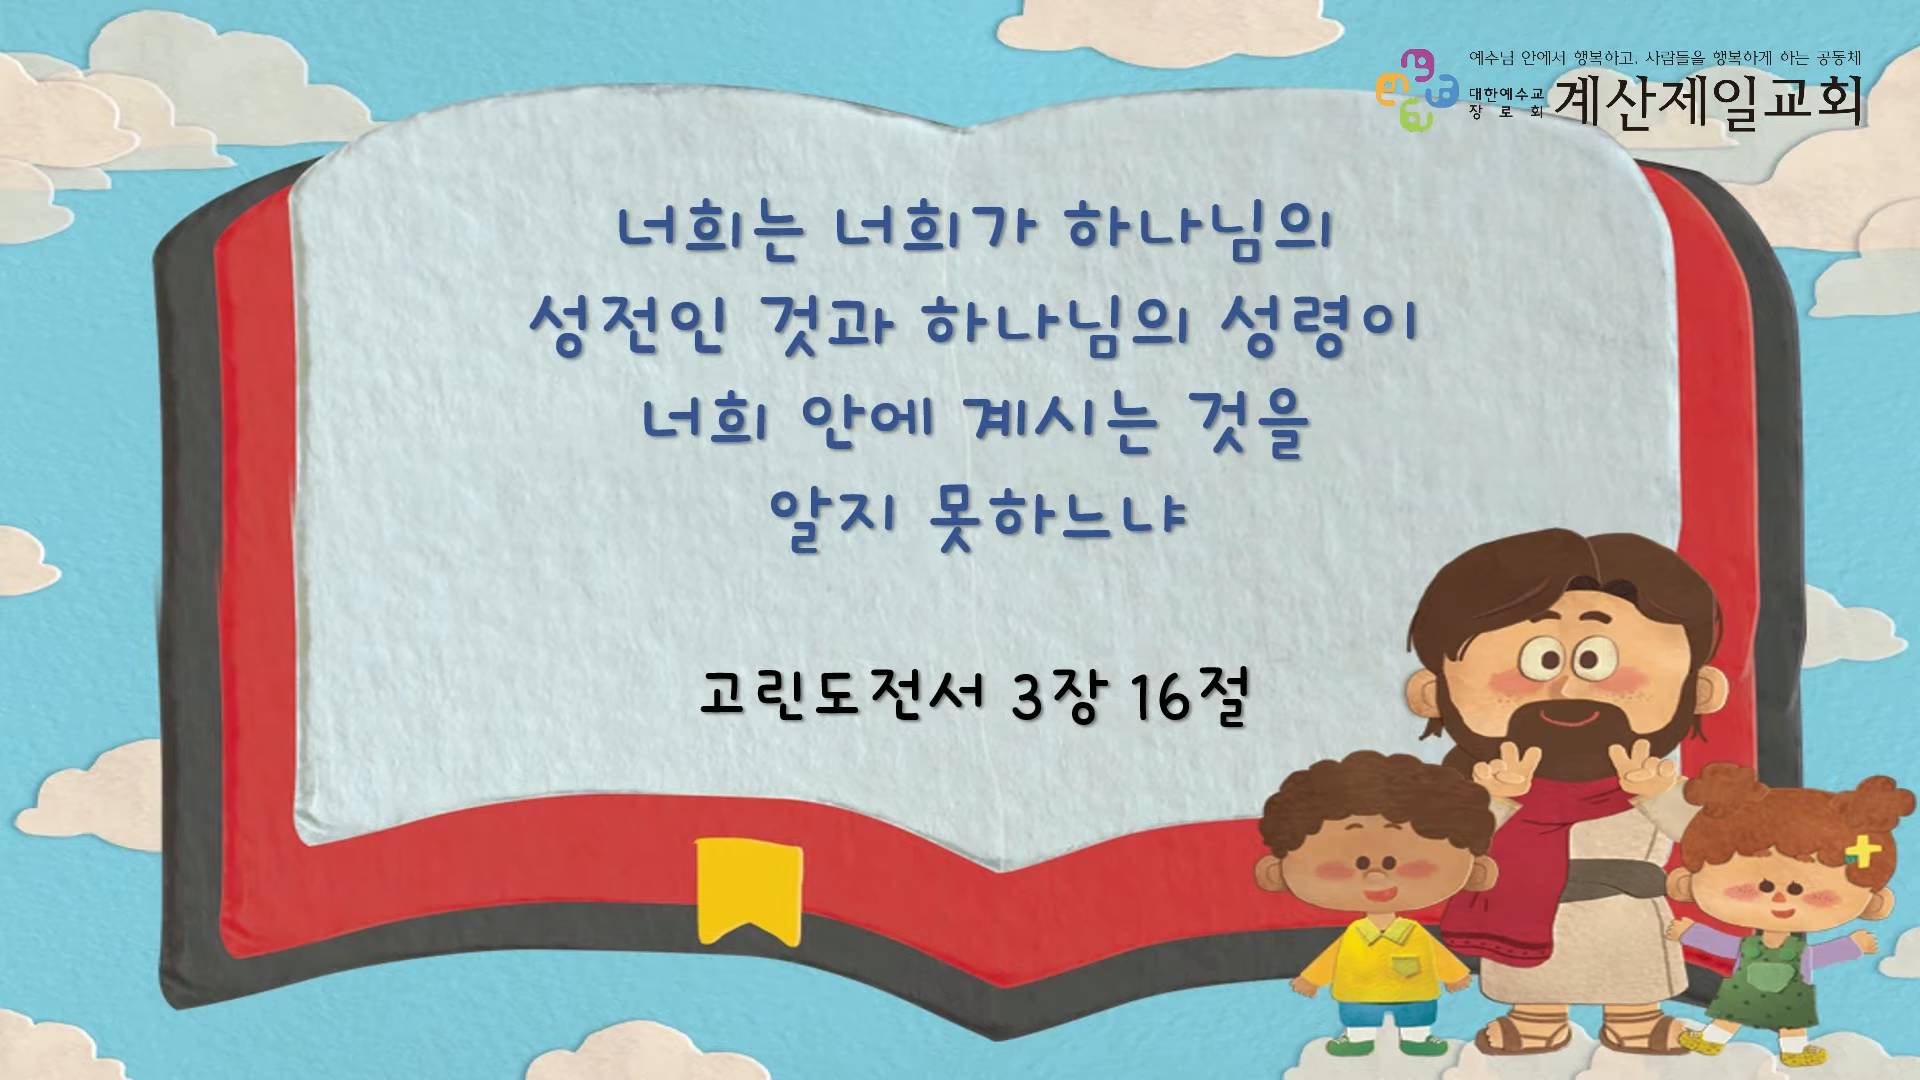 예수님 안에서 행복하고, 사람들을 행복하게 하는 공동체
대한예수교
장로회
계산제일교회
너희는 너희가 하나님의
성전인 것과 하나님의 성령이
너희 안에 계시는 것을
알지 못하느냐
고린도전서 3장 16절